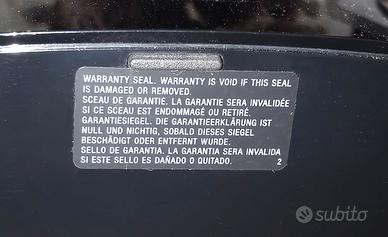 WARRANTY SEAL. WARRANTY IS VOID IF THIS SEAL
IS DAMAGED OR REMOVED.
SCEAU DE GARANTIE. LA GARANTIE SERA INVALIDÉE
SI CE SCEAU EST ENDOMMAGÉ OU RETIRÉ.
GARANTIESIEGEL. DIE GARANTIEERKLÄRUNG IST
NULL UND NICHTIG, SOBALD DIESES SIEGEL
BESCHÄDIGT ODER ENTFERNT WURDE.
SELLO DE GARANTIA. LA GARANTIA SERA INVALIDA
SI ESTE SELLO ES DAÑADO O QUITADO. 2
subito